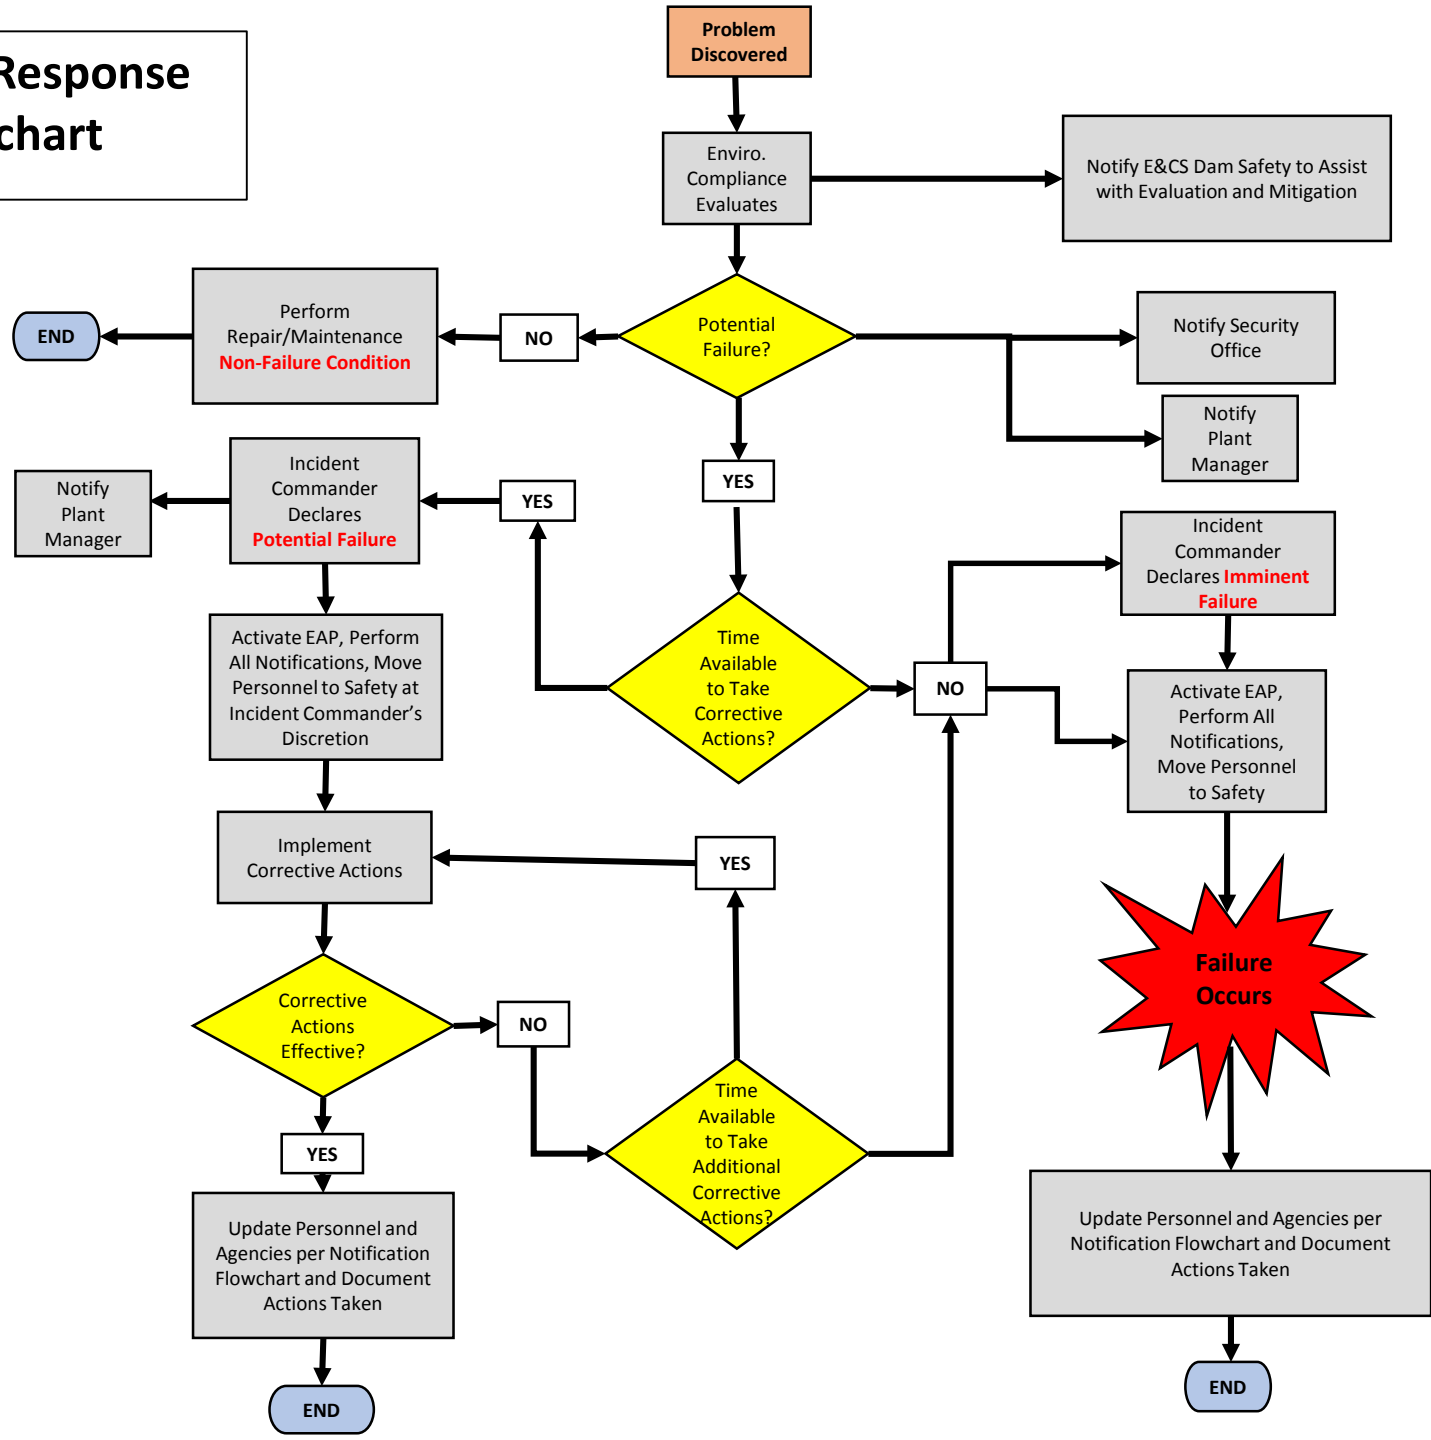 Response
chart
Problem
Discovered
Enviro.
Compliance
Evaluates
Notify E&CS Dam Safety to Assist
with Evaluation and Mitigation
END
Perform
Repair/Maintenance
Non-Failure Condition
NO
Potential
Failure?
Notify Security
Office
Notify
Plant
Manager
YES
Notify
Plant
Manager
Incident
Commander
Declares
Potential Failure
YES
Incident
Commander
Declares Imminent
Failure
Activate EAP, Perform
All Notifications, Move
Personnel to Safety at
Incident Commander's
Discretion
Time
Available
to Take
Corrective
Actions?
NO
Activate EAP,
Perform All
Notifications,
Move Personnel
to Safety
Implement
Corrective Actions
YES
Failure
Occurs
Corrective
Actions
Effective?
NO
Time
Available
to Take
Additional
Corrective
Actions?
YES
Update Personnel and
Agencies per Notification
Flowchart and Document
Actions Taken
Update Personnel and Agencies per
Notification Flowchart and Document
Actions Taken
END
END